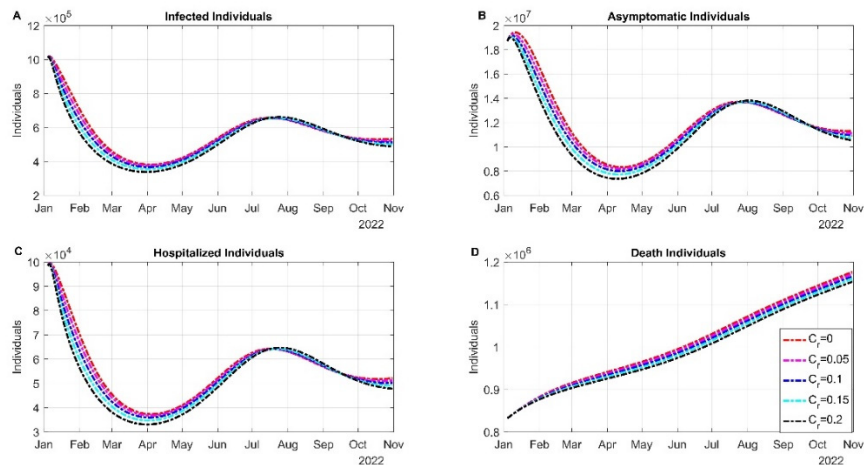 A
Infected Individuals
×10⁵
12
10
8
6
4
2
Individuals
Jan Feb Mar Apr May Jun Jul Aug Sep Oct Nov
2022
B
Asymptomatic Individuals
×10⁷
2
1.8
1.6
1.4
1.2
1
0.8
0.6
Individuals
Jan Feb Mar Apr May Jun Jul Aug Sep Oct Nov
2022
C
Hospitalized Individuals
×10⁴
10
9
8
7
6
5
4
3
Individuals
Jan Feb Mar Apr May Jun Jul Aug Sep Oct Nov
2022
D
Death Individuals
×10⁶
1.2
1.1
1
0.9
0.8
Individuals
C_r=0
C_r=0.05
C_r=0.1
C_r=0.15
C_r=0.2
Jan Feb Mar Apr May Jun Jul Aug Sep Oct Nov
2022